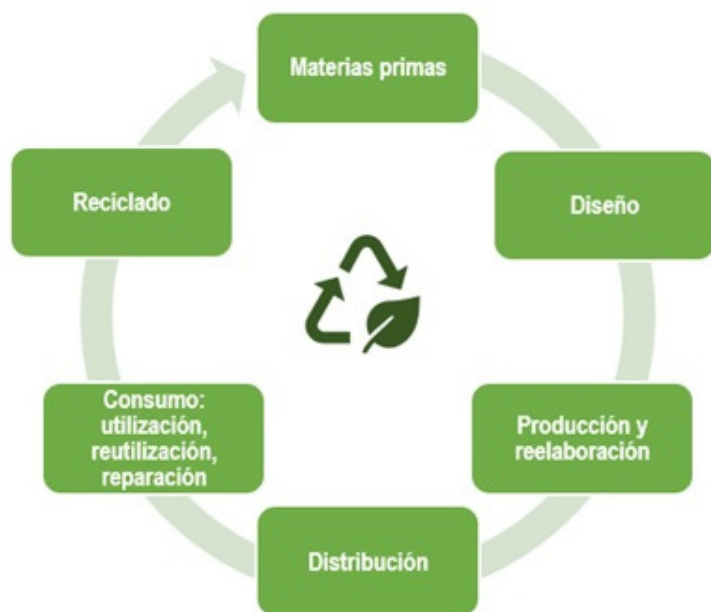 Materias primas
Diseño
Producción y
reelaboración
Distribución
Consumo:
utilización,
reutilización,
reparación
Reciclado